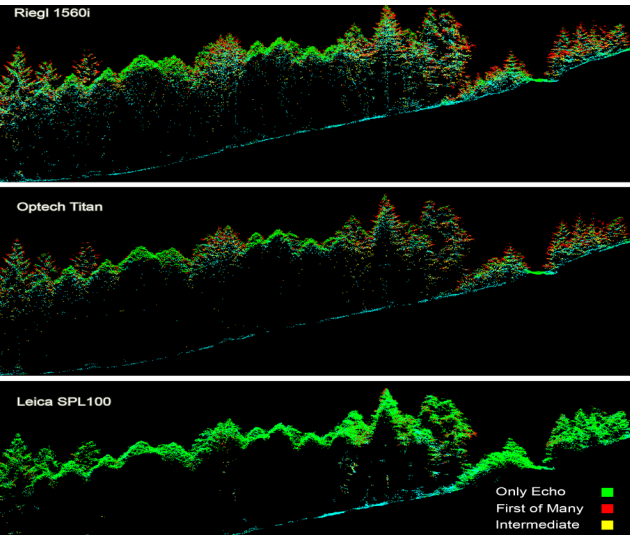 Riegl 1560i
Optech Titan
Leica SPL100
Only Echo
First of Many
Intermediate